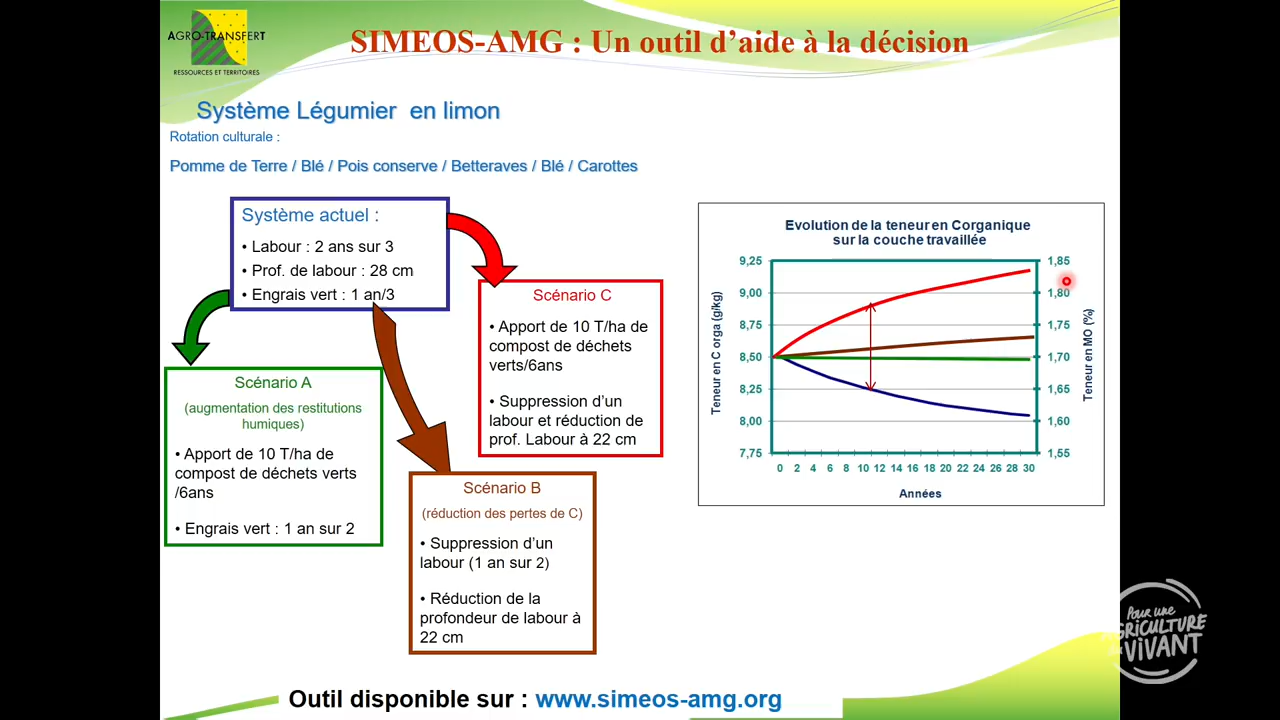 AGRO-TRANSFERT
RESSOURCES ET TERRITOIRES
SIMEOS-AMG : Un outil d’aide à la décision
Système Légumier en limon
Rotation culturale :
Pomme de Terre / Blé / Pois conserve / Betteraves / Blé / Carottes
Système actuel :
• Labour : 2 ans sur 3
• Prof. de labour : 28 cm
• Engrais vert : 1 an/3
Scénario C
• Apport de 10 T/ha de
compost de déchets
verts/6ans
• Suppression d’un
labour et réduction de
prof. Labour à 22 cm
Scénario A
(augmentation des restitutions
humiques)
• Apport de 10 T/ha de
compost de déchets verts
/6ans
• Engrais vert : 1 an sur 2
Scénario B
(réduction des pertes de C)
• Suppression d’un
labour (1 an sur 2)
• Réduction de la
profondeur de labour à
22 cm
Evolution de la teneur en Corganique
sur la couche travaillée
Teneur en C orga (g/kg)
9,25
9,00
8,75
8,50
8,25
8,00
7,75
1,85
1,80
1,75
1,70
1,65
1,60
1,55
Teneur en MO (%)
0 2 4 6 8 10 12 14 16 18 20 22 24 26 28 30
Années
Outil disponible sur : www.simeos-amg.org
Pour une
AGRICULTURE
du VIVANT